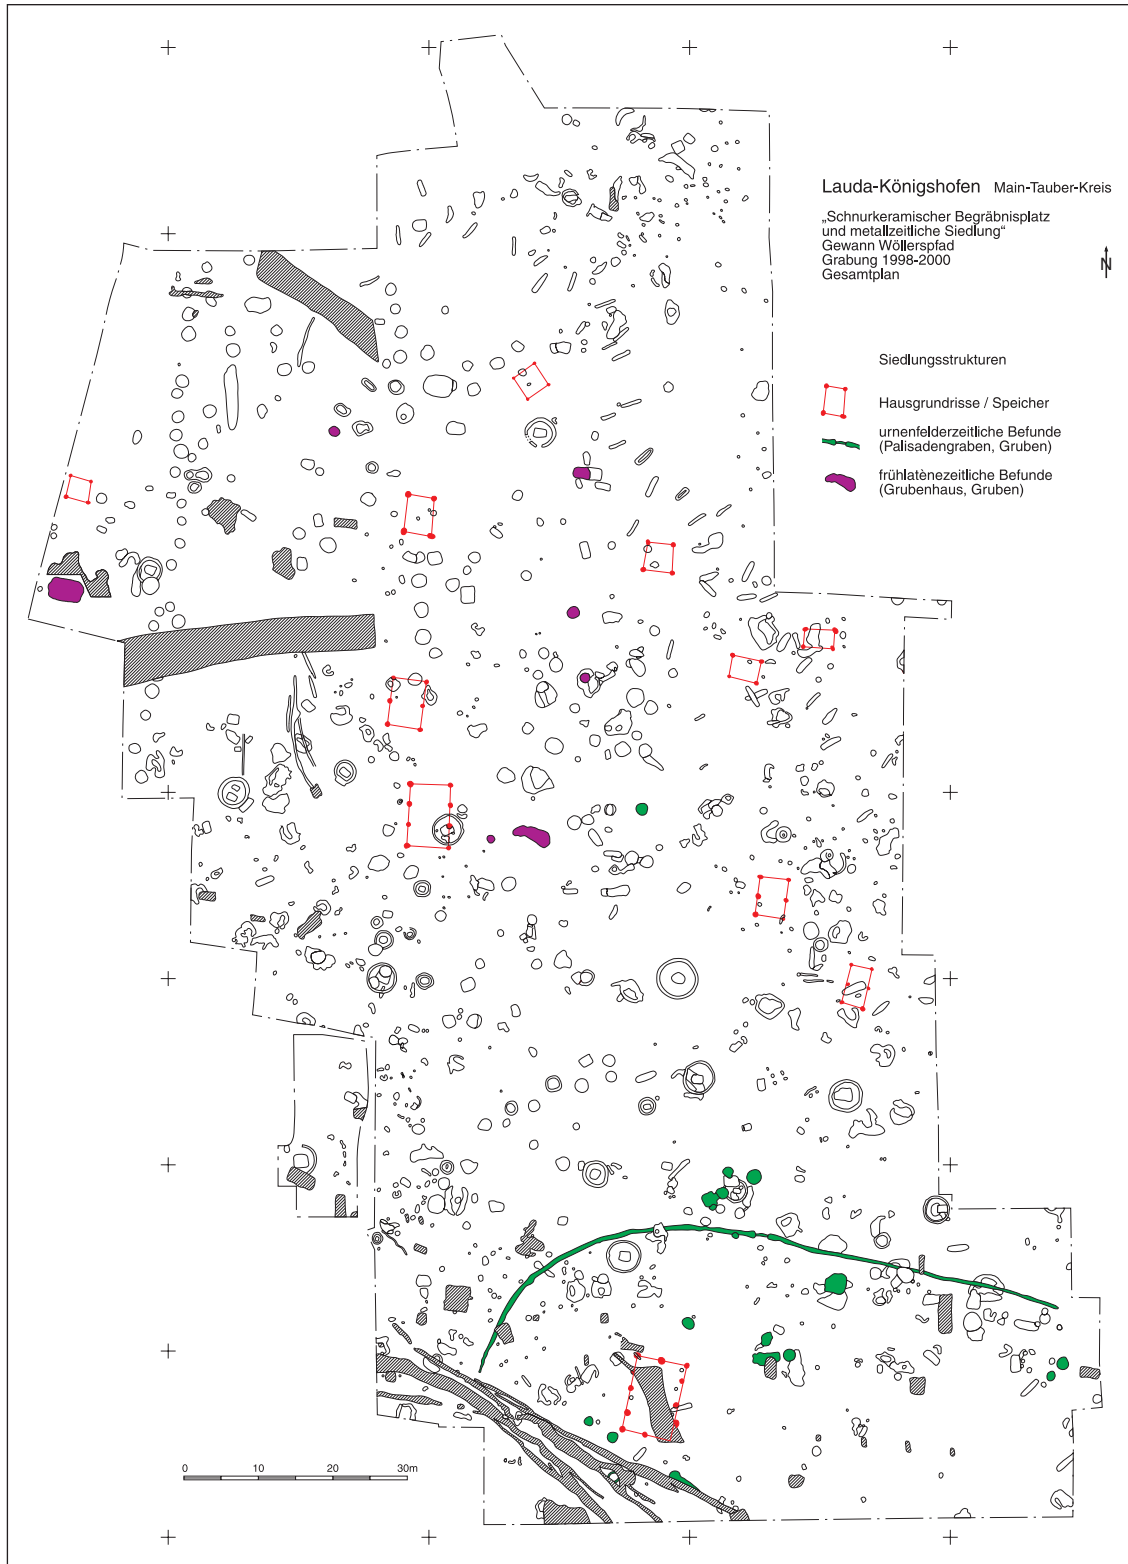 Lauda-Königshofen Main-Tauber-Kreis
„Schnurkeramischer Begräbnisplatz
und metallzeitliche Siedlung“
Gewann Wöllerspfad
Grabung 1998-2000
Gesamtplan
N
Siedlungsstrukturen
Hausgrundrisse / Speicher
urnenfelderzeitliche Befunde
(Palisadengraben, Gruben)
frühlatènezeitliche Befunde
(Grubenhaus, Gruben)
0 10 20 30m